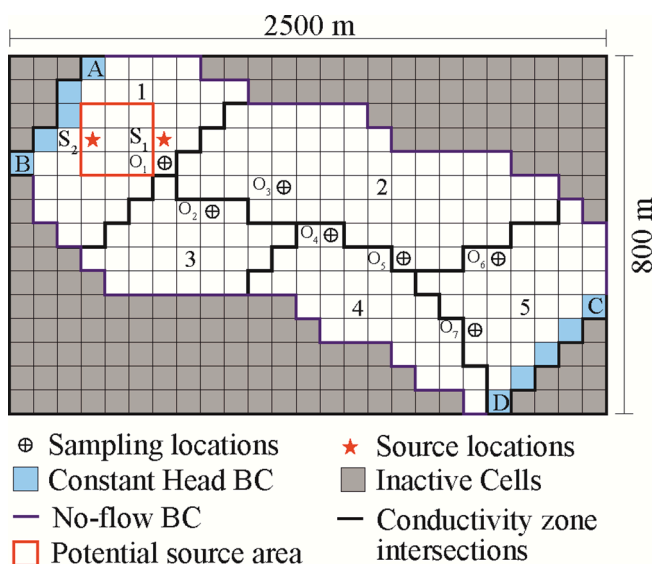 2500 m
A
1
S2
S1
B
O1
O3
2
O2
O4
3
O5
O6
800 m
4
5
C
O7
D
Sampling locations
Source locations
Constant Head BC
Inactive Cells
No-flow BC
Conductivity zone
intersections
Potential source area